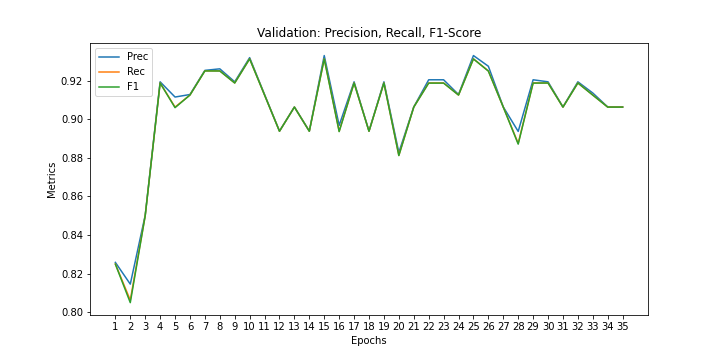 Validation: Precision, Recall, F1-Score
Prec
Rec
F1
0.92
0.90
0.88
0.86
0.84
0.82
0.80
Metrics
1 2 3 4 5 6 7 8 9 10 11 12 13 14 15 16 17 18 19 20 21 22 23 24 25 26 27 28 29 30 31 32 33 34 35
Epochs